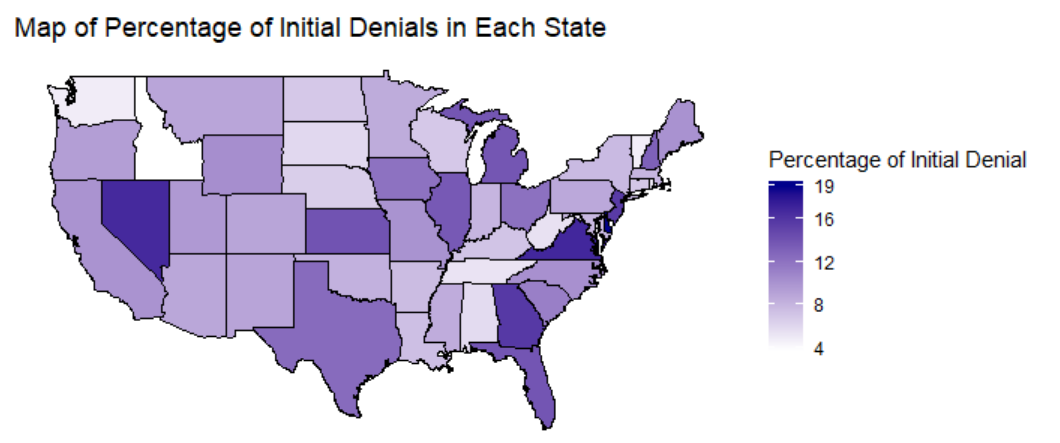 Map of Percentage of Initial Denials in Each State
Percentage of Initial Denial
19
16
12
8
4